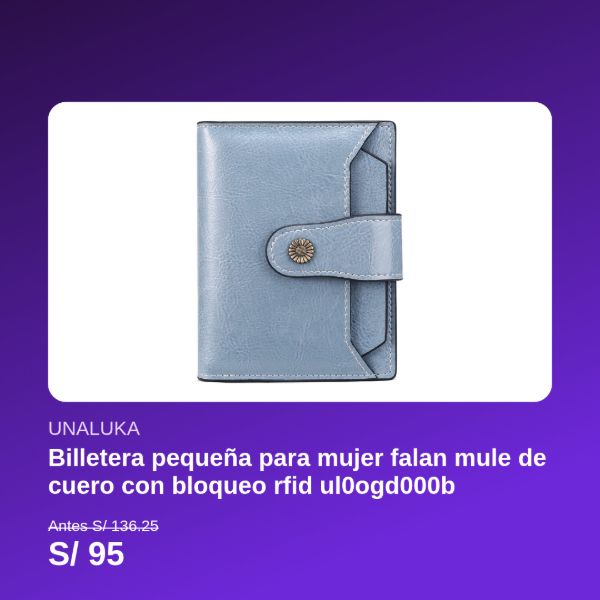 UNALUKA
Billetera pequeña para mujer falan mule de
cuero con bloqueo rfid ul0ogd000b
Antes S/ 136.25
S/ 95